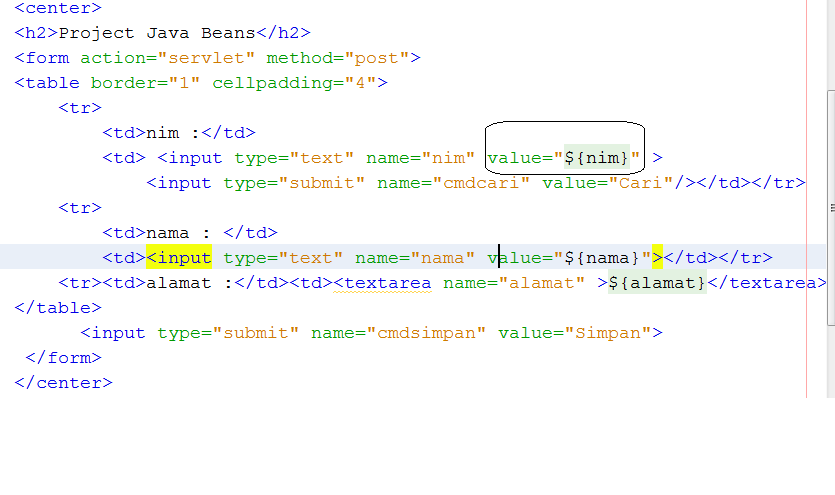 <center>
<h2>Project Java Beans</h2>
<form action="servlet" method="post">
<table border="1" cellpadding="4">
    <tr>
        <td>nim :</td>
        <td> <input type="text" name="nim" value="${nim}" >
            <input type="submit" name="cmdcari" value="Cari"/></td></tr>
    <tr>
        <td>nama : </td>
        <td><input type="text" name="nama" value="${nama}"></td></tr>
    <tr><td>alamat :</td><td><textarea name="alamat" >${alamat}</textarea>
</table>
      <input type="submit" name="cmdsimpan" value="Simpan">
 </form>
</center>